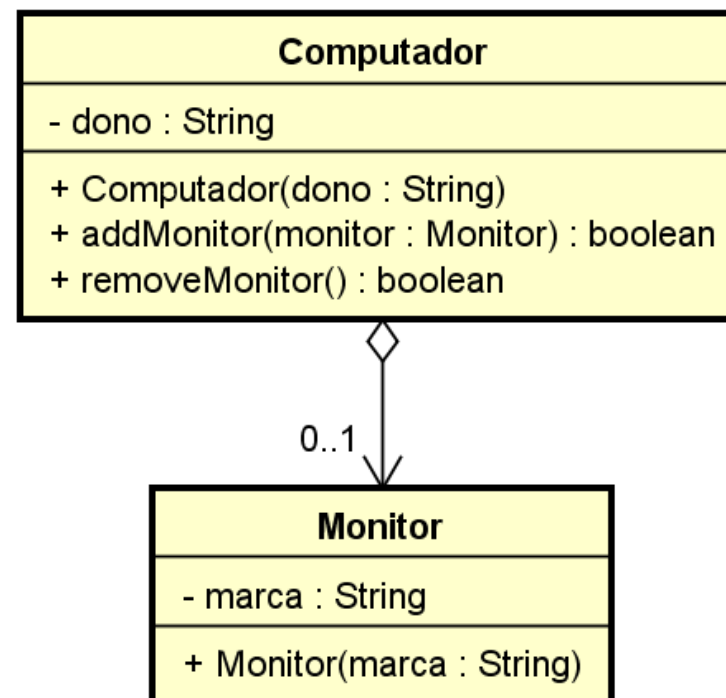 Computador
- dono : String
+ Computador(dono : String)
+ addMonitor(monitor : Monitor) : boolean
+ removeMonitor() : boolean
0..1
Monitor
- marca : String
+ Monitor(marca : String)